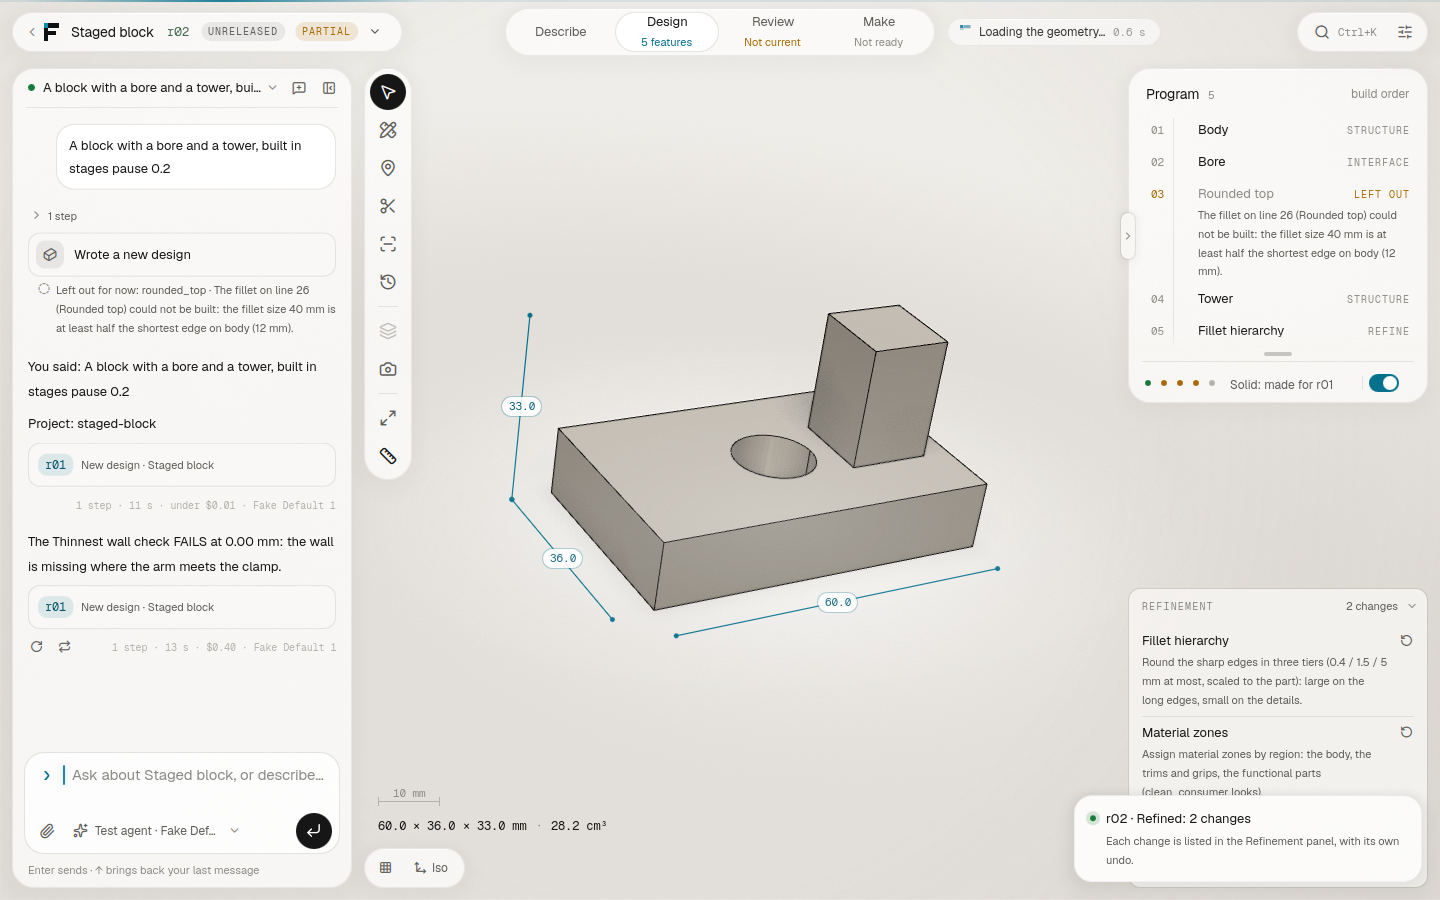 Staged block r02 UNRELEASED PARTIAL
Describe
Design
5 features
Review
Not current
Make
Not ready
Loading the geometry... 0.6 s
Ctrl+K
A block with a bore and a tower, bui...
A block with a bore and a tower, built in
stages pause 0.2
1 step
Wrote a new design
Left out for now: rounded_top · The fillet on line 26
(Rounded top) could not be built: the fillet size 40 mm is
at least half the shortest edge on body (12 mm).
You said: A block with a bore and a tower, built in
stages pause 0.2
Project: staged-block
r01 New design · Staged block
1 step · 11 s · under $0.01 · Fake Default 1
The Thinnest wall check FAILS at 0.00 mm: the wall
is missing where the arm meets the clamp.
r01 New design · Staged block
1 step · 13 s · $0.40 · Fake Default 1
Ask about Staged block, or describe...
Test agent · Fake Def...
Enter sends · ↑ brings back your last message
33.0
36.0
60.0
10 mm
60.0 × 36.0 × 33.0 mm · 28.2 cm³
Iso
Program 5 build order
01 Body STRUCTURE
02 Bore INTERFACE
03 Rounded top LEFT OUT
The fillet on line 26 (Rounded top) could
not be built: the fillet size 40 mm is at
least half the shortest edge on body (12
mm).
04 Tower STRUCTURE
05 Fillet hierarchy REFINE
Solid: made for r01
REFINEMENT 2 changes
Fillet hierarchy
Round the sharp edges in three tiers (0.4 / 1.5 / 5
mm at most, scaled to the part): large on the
long edges, small on the details.
Material zones
Assign material zones by region: the body, the
trims and grips, the functional parts
(clean, consumer looks).
r02 · Refined: 2 changes
Each change is listed in the Refinement panel, with its own
undo.